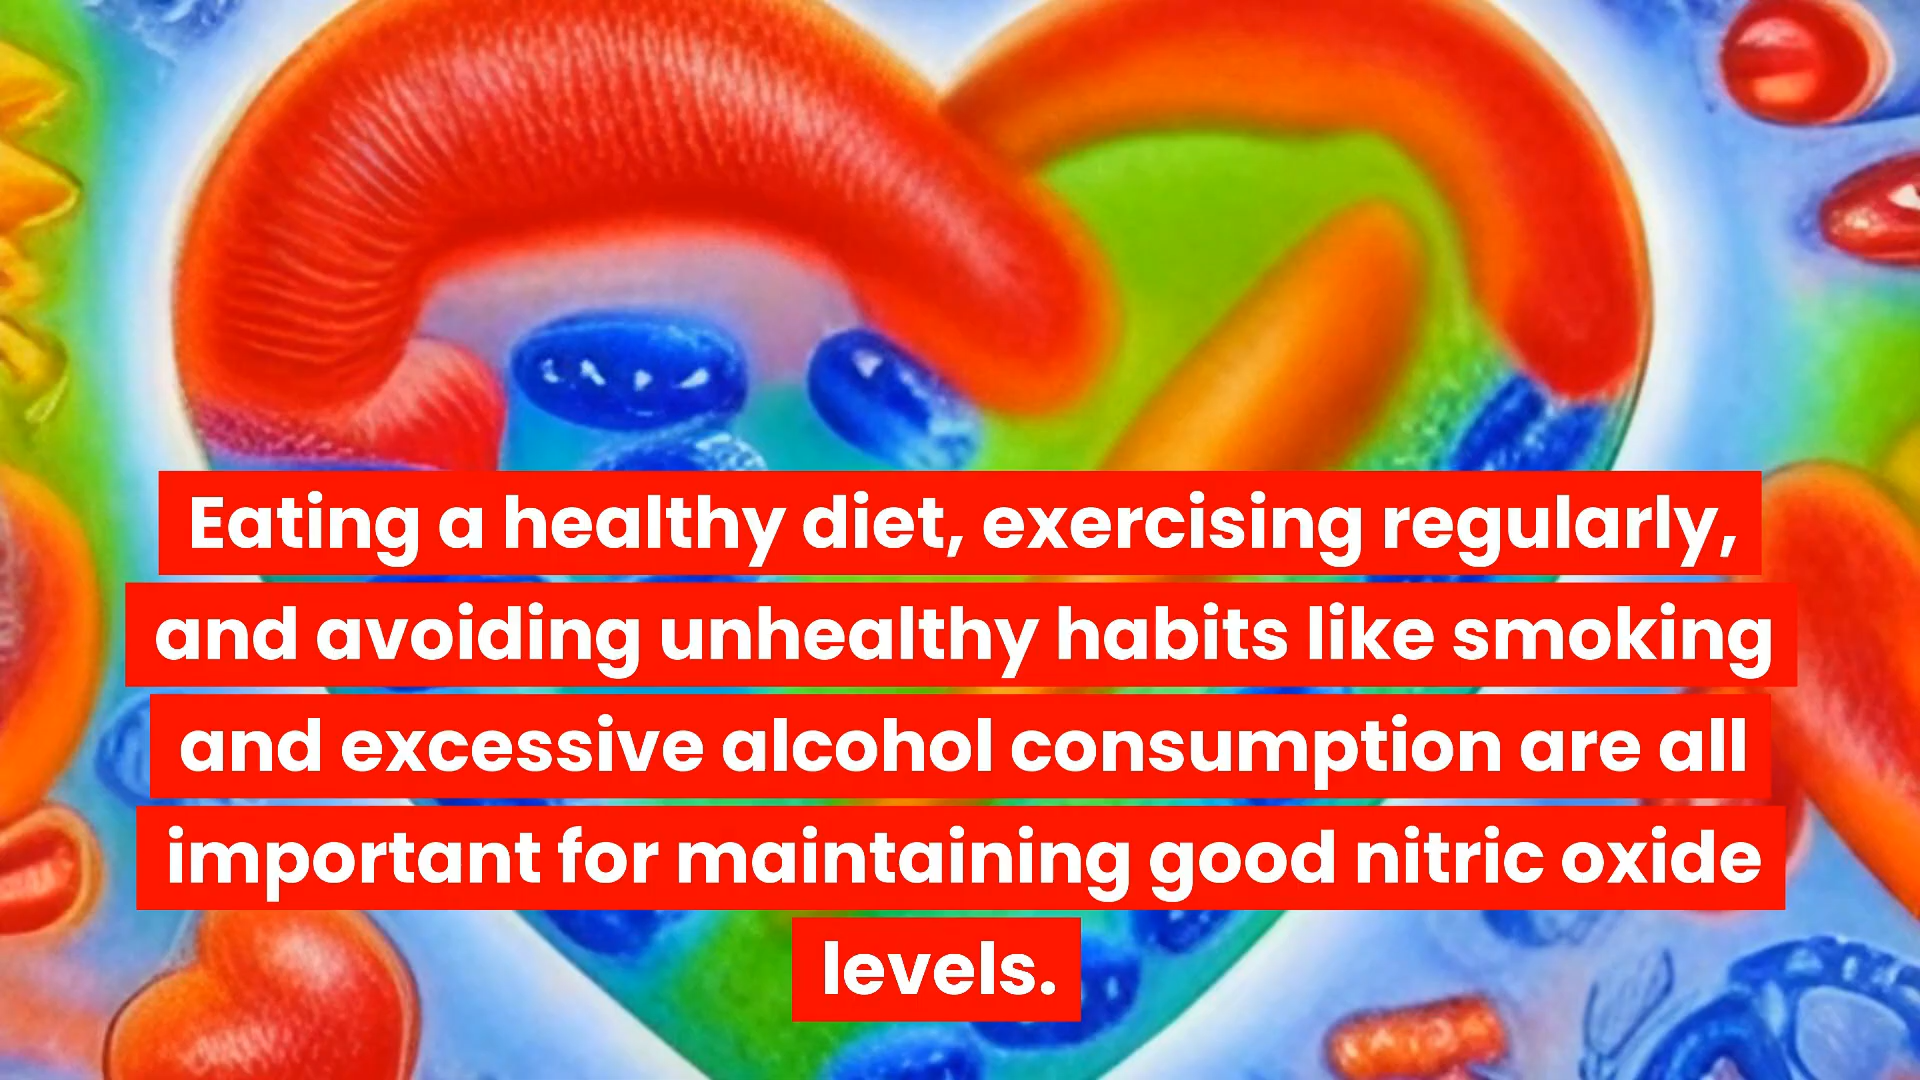 Eating a healthy diet, exercising regularly,
and avoiding unhealthy habits like smoking
and excessive alcohol consumption are all
important for maintaining good nitric oxide
levels.